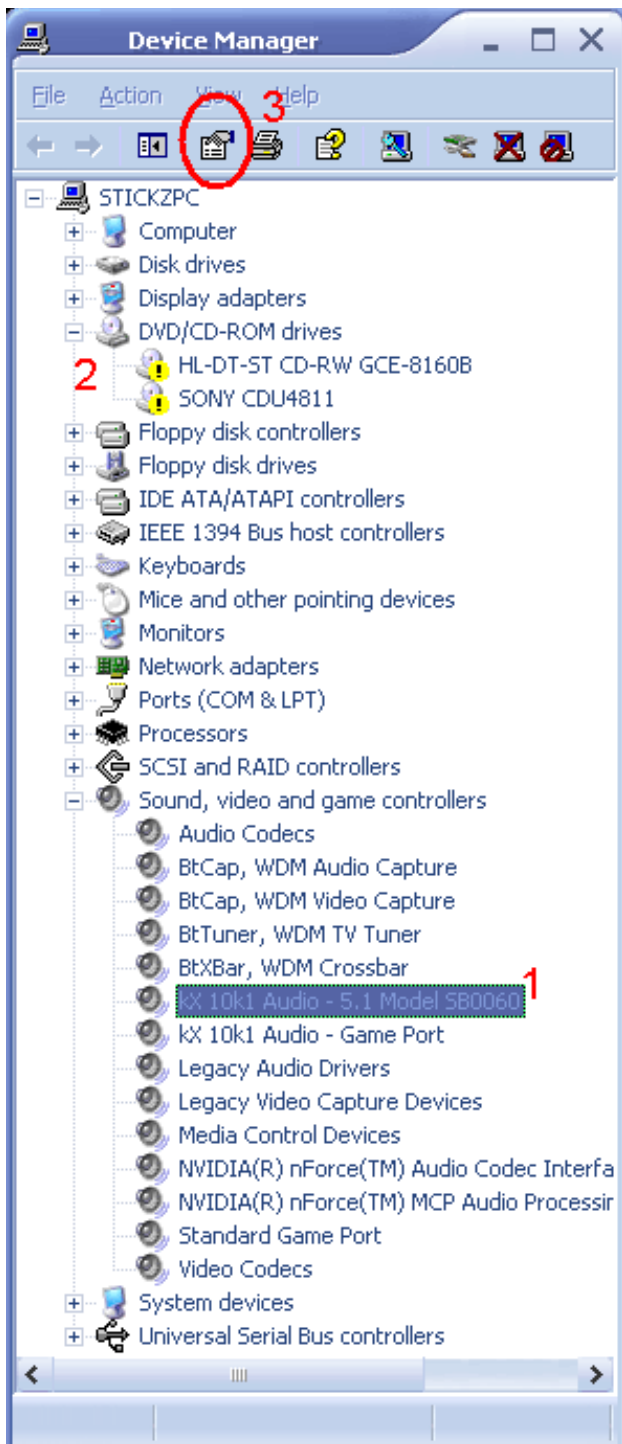 Device Manager
File Action View Help
3
STICKZPC
Computer
Disk drives
Display adapters
DVD/CD-ROM drives
HL-DT-ST CD-RW GCE-8160B
2
SONY CDU4811
Floppy disk controllers
Floppy disk drives
IDE ATA/ATAPI controllers
IEEE 1394 Bus host controllers
Keyboards
Mice and other pointing devices
Monitors
Network adapters
Ports (COM & LPT)
Processors
SCSI and RAID controllers
Sound, video and game controllers
Audio Codecs
BtCap, WDM Audio Capture
BtCap, WDM Video Capture
BtTuner, WDM TV Tuner
BtXBar, WDM Crossbar
kX 10k1 Audio - 5.1 Model SB0060 1
kX 10k1 Audio - Game Port
Legacy Audio Drivers
Legacy Video Capture Devices
Media Control Devices
NVIDIA(R) nForce(TM) Audio Codec Interfa
NVIDIA(R) nForce(TM) MCP Audio Processir
Standard Game Port
Video Codecs
System devices
Universal Serial Bus controllers